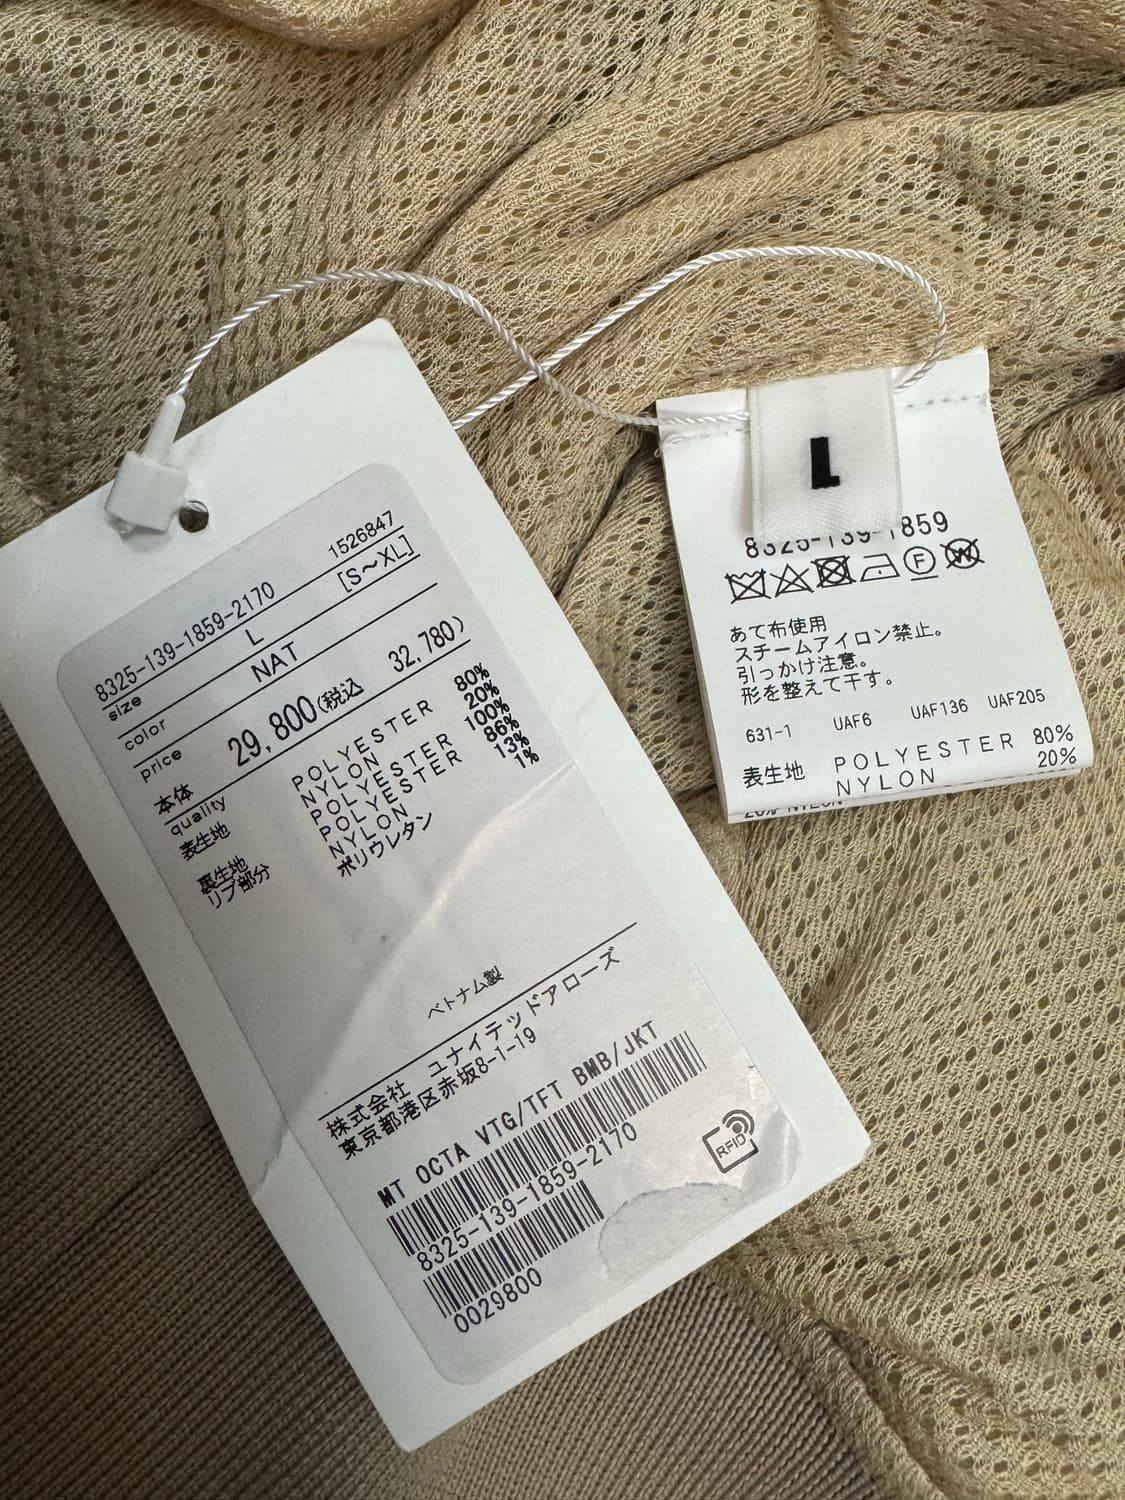 1526847
8325-139-1859-2170 [S~XL]
size L
color NAT
price 29,800(税込 32,780)
本体
quality
表生地 POLYESTER 80%
NYLON 20%
裏生地 POLYESTER 100%
リブ部分 POLYESTER 86%
NYLON 13%
ポリウレタン 1%
ベトナム製
株式会社 ユナイテッドアローズ
東京都港区赤坂8-1-19
MT OCTA VTG/TFT BMB/JKT
8325-139-1859-2170
0029800
RFID
L
8325-139-1859
F W
あて布使用
スチームアイロン禁止。
引っかけ注意。
形を整えて干す。
631-1 UAF6 UAF136 UAF205
表生地 POLYESTER 80%
NYLON 20%
20% NYLON